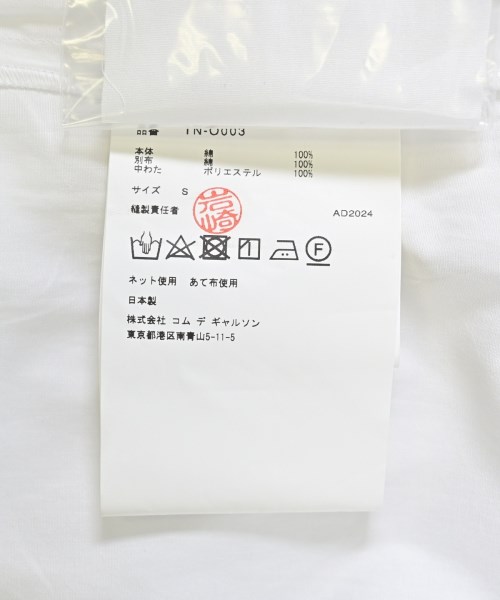 品番 TN-O003
本体 綿 100%
別布 綿 100%
中わた ポリエステル 100%
サイズ S
縫製責任者 岩崎 AD2024
F
ネット使用 あて布使用
日本製
株式会社 コム デ ギャルソン
東京都港区南青山5-11-5